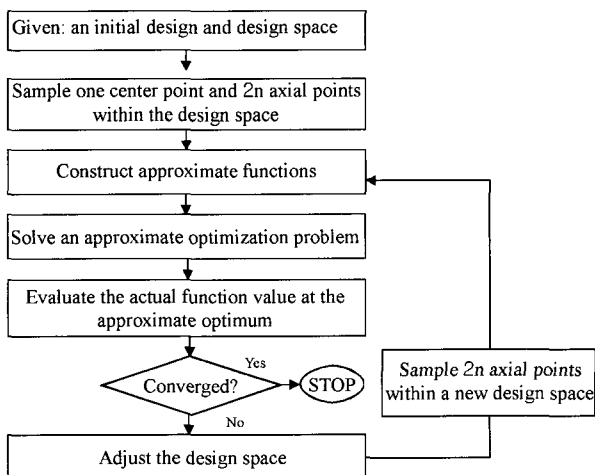 Given: an initial design and design space
Sample one center point and 2n axial points
within the design space
Construct approximate functions
Solve an approximate optimization problem
Evaluate the actual function value at the
approximate optimum
Yes
Converged?
STOP
No
Adjust the design space
Sample 2n axial points
within a new design space